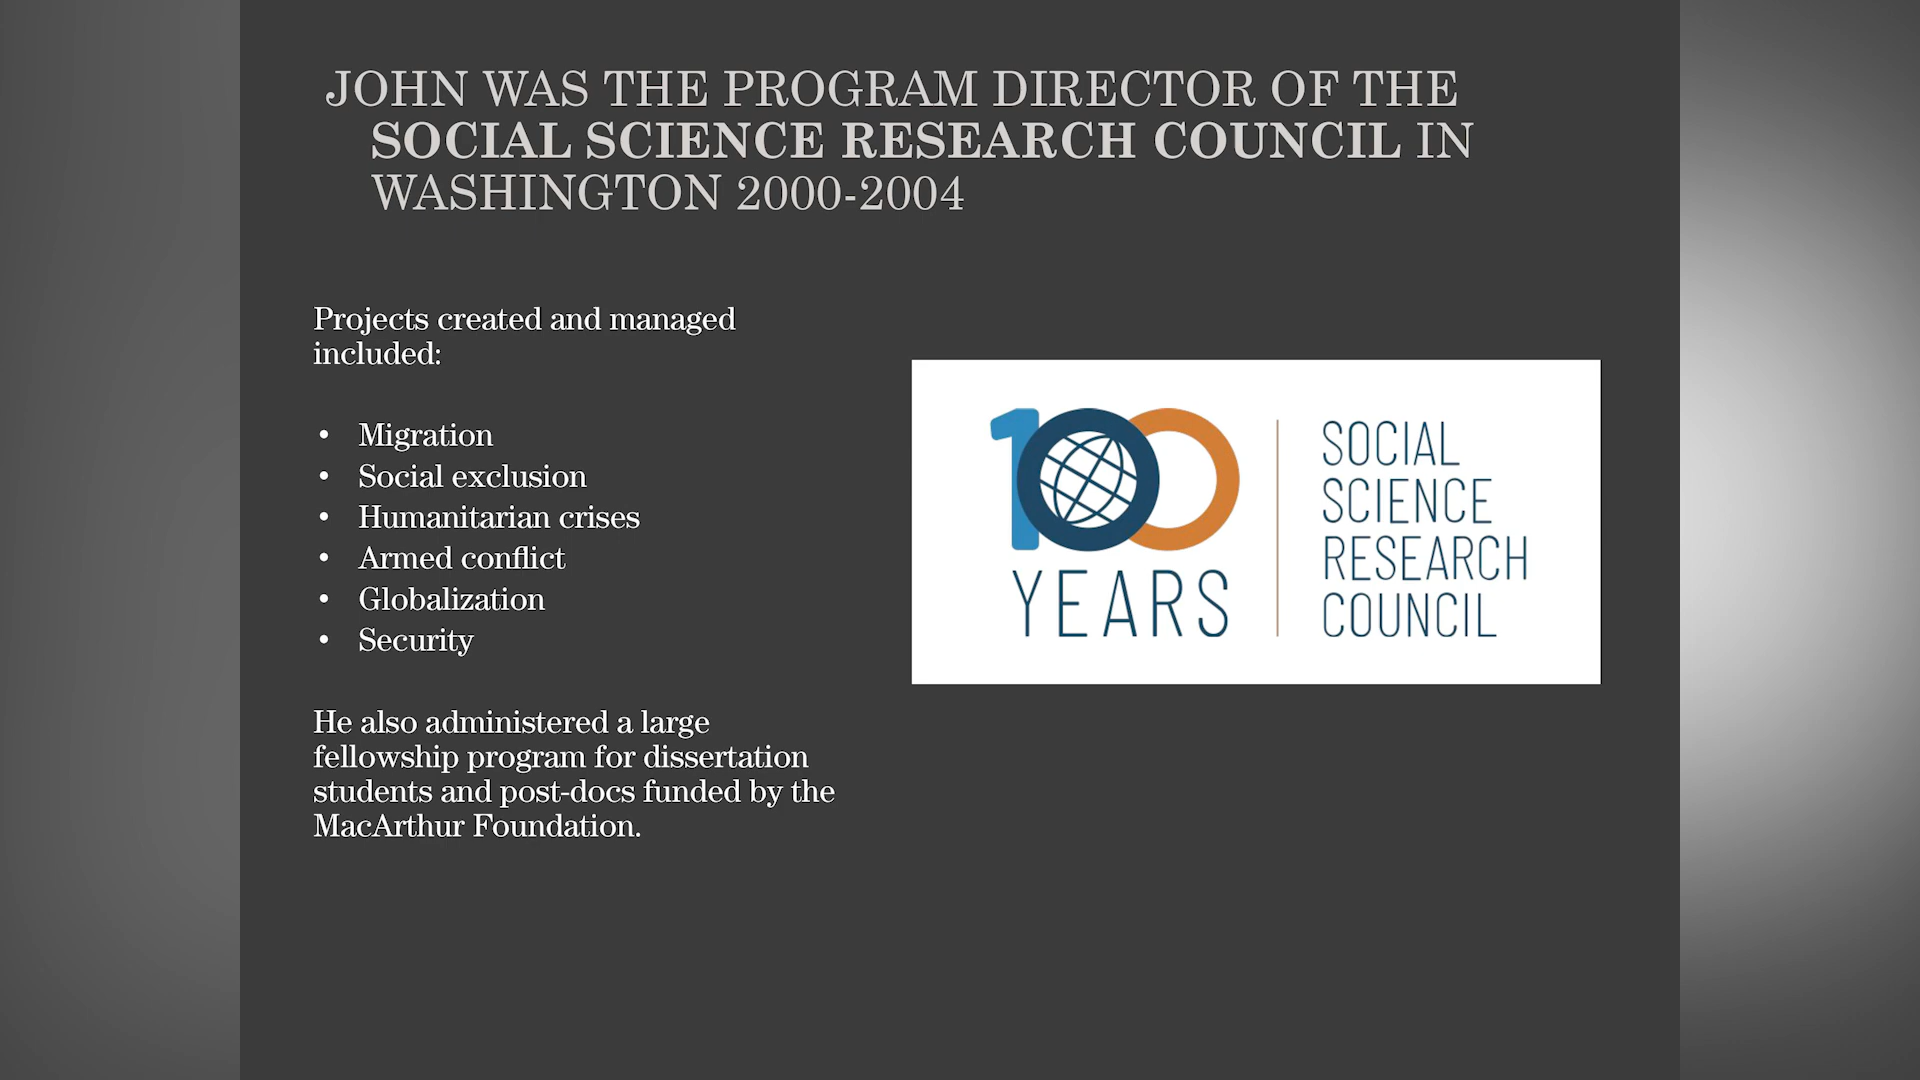 JOHN WAS THE PROGRAM DIRECTOR OF THE
SOCIAL SCIENCE RESEARCH COUNCIL IN
WASHINGTON 2000-2004
Projects created and managed
included:
• Migration
• Social exclusion
• Humanitarian crises
• Armed conflict
• Globalization
• Security
He also administered a large
fellowship program for dissertation
students and post-docs funded by the
MacArthur Foundation.
100
YEARS
SOCIAL
SCIENCE
RESEARCH
COUNCIL